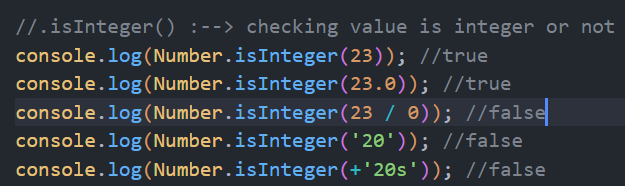 //.isInteger() :--> checking value is integer or not
console.log(Number.isInteger(23)); //true
console.log(Number.isInteger(23.0)); //true
console.log(Number.isInteger(23 / 0)); //false
console.log(Number.isInteger('20')); //false
console.log(Number.isInteger(+'20s')); //false